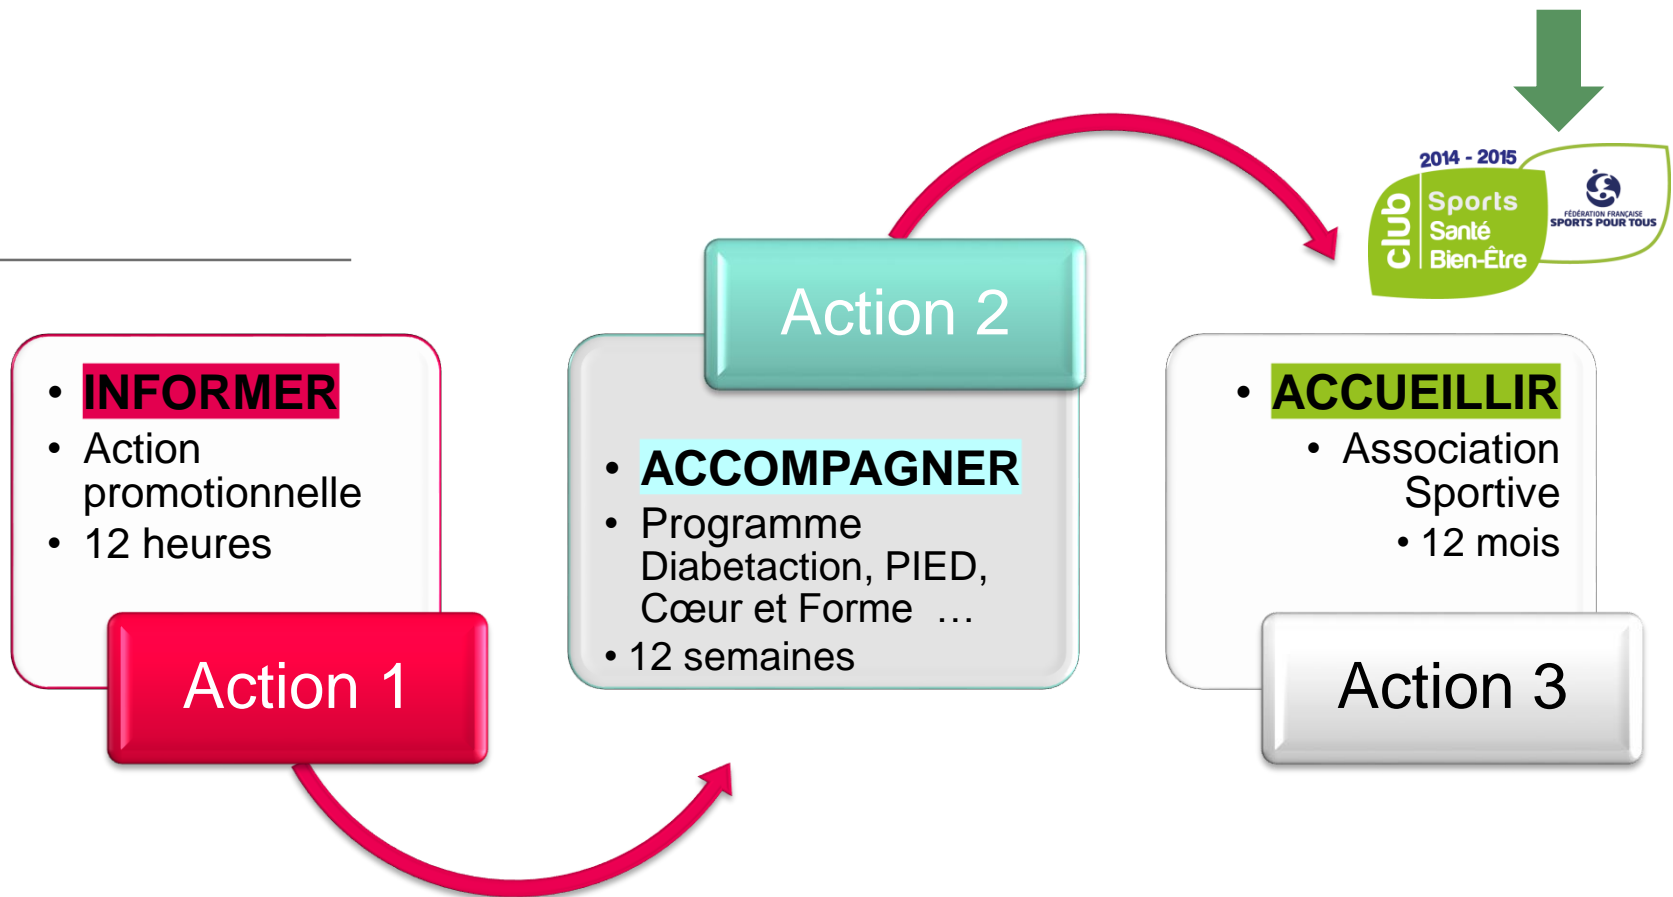 • INFORMER
• Action
promotionnelle
• 12 heures
Action 1
Action 2
• ACCOMPAGNER
• Programme
Diabetaction, PIED,
Cœur et Forme …
• 12 semaines
2014 - 2015
club
Sports
Santé
Bien-Être
FÉDÉRATION FRANÇAISE
SPORTS POUR TOUS
• ACCUEILLIR
• Association
Sportive
• 12 mois
Action 3